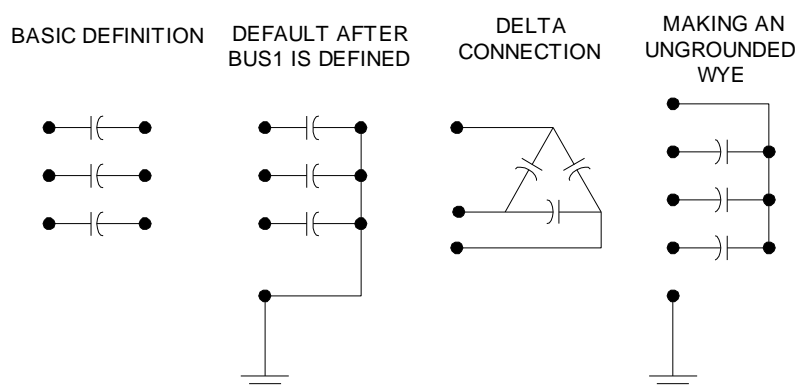 BASIC DEFINITION
DEFAULT AFTER
BUS1 IS DEFINED
DELTA
CONNECTION
MAKING AN
UNGROUNDED
WYE